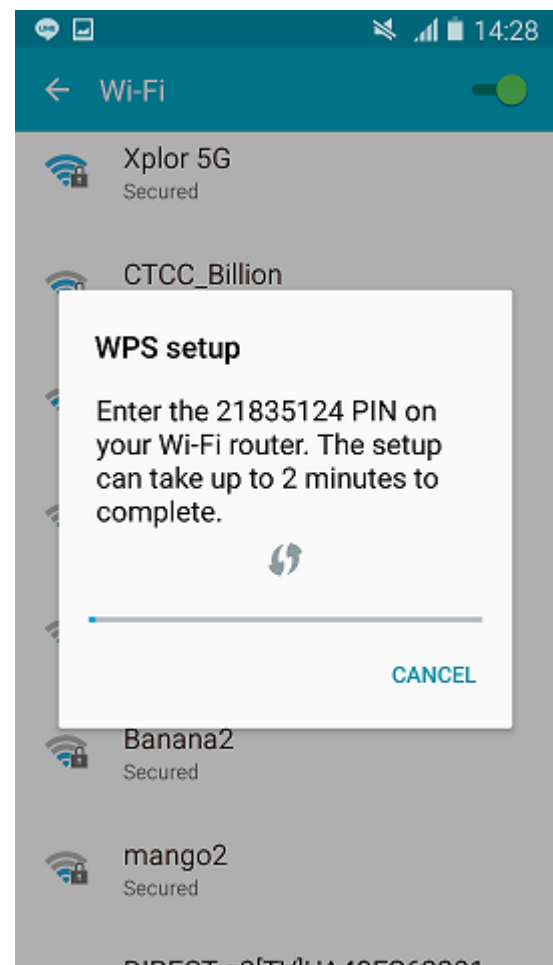 14:28
Wi-Fi
Xplor 5G
Secured
CTCC_Billion
WPS setup
Enter the 21835124 PIN on
your Wi-Fi router. The setup
can take up to 2 minutes to
complete.
CANCEL
Banana2
Secured
mango2
Secured